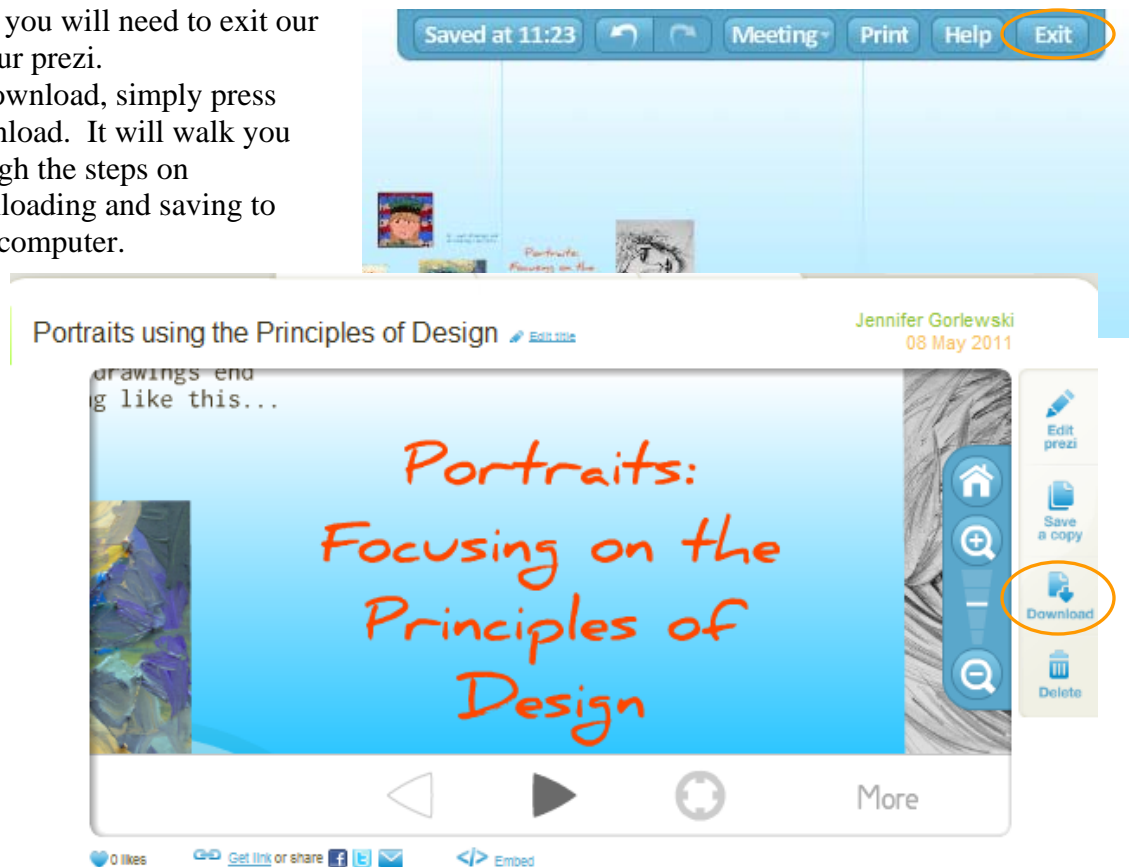 you will need to exit our
ur prezi.
ownload, simply press
nload.  It will walk you
gh the steps on
loading and saving to
computer.
Saved at 11:23 Meeting Print Help Exit
Portraits:
Focusing on the
Portraits using the Principles of Design Edit title
Jennifer Gorlewski
08 May 2011
drawings end
g like this...
Portraits:
Focusing on the
Principles of
Design
Edit
prezi
Save
a copy
Download
Delete
More
0 likes Get link or share Embed